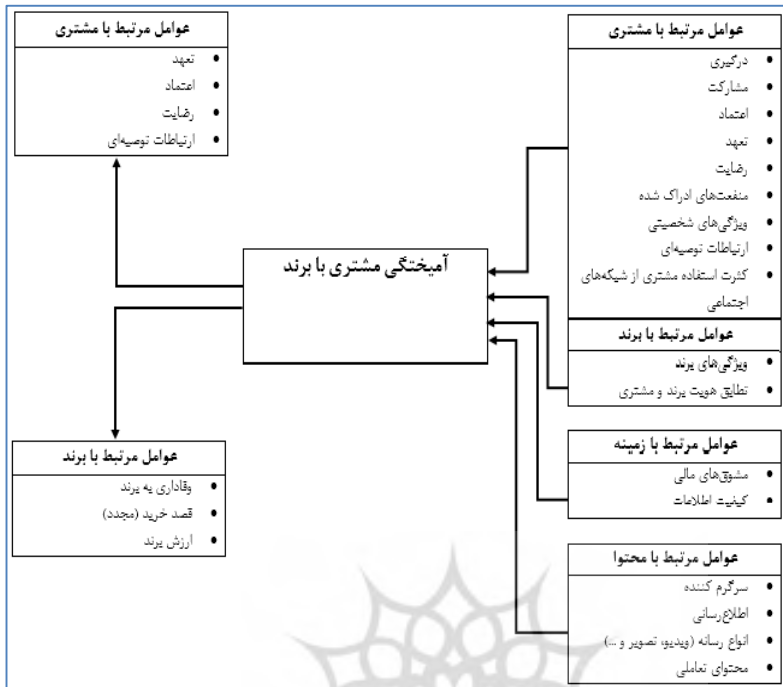 عوامل مرتبط با مشتری
• درگیری
• مشارکت
• اعتماد
• تعهد
• رضایت
• منفعت‌های ادراک شده
• ویژگی‌های شخصیتی
• ارتباطات توصیه‌ای
• کثرت استفاده مشتری از شبکه‌های
اجتماعی
عوامل مرتبط با برند
• ویژگی‌های برند
• تطابق هویت برند و مشتری
عوامل مرتبط با زمینه
• مشوق‌های مالی
• کیفیت اطلاعات
عوامل مرتبط با محتوا
• سرگرم کننده
• اطلاع‌رسانی
• انواع رسانه (ویدیو، تصویر و ...)
• محتوای تعاملی
آمیختگی مشتری با برند
عوامل مرتبط با مشتری
• تعهد
• اعتماد
• رضایت
• ارتباطات توصیه‌ای
عوامل مرتبط با برند
• وفاداری به برند
• قصد خرید (مجدد)
• ارزش برند